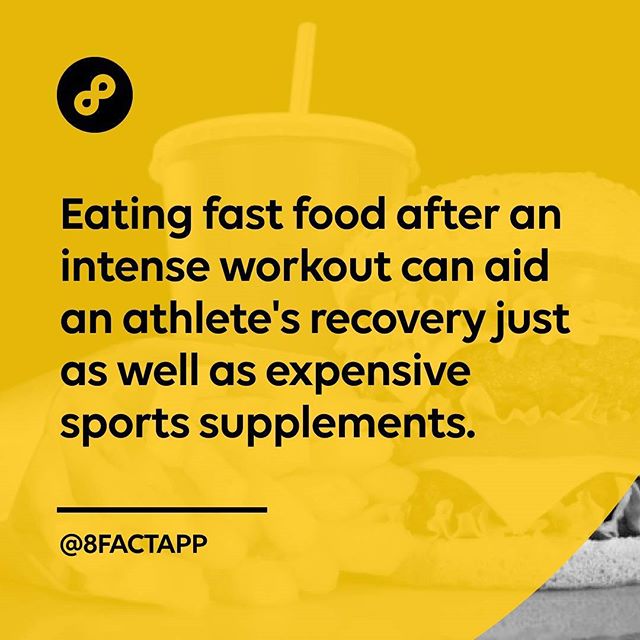 Eating fast food after an
intense workout can aid
an athlete's recovery just
as well as expensive
sports supplements.
@8FACTAPP